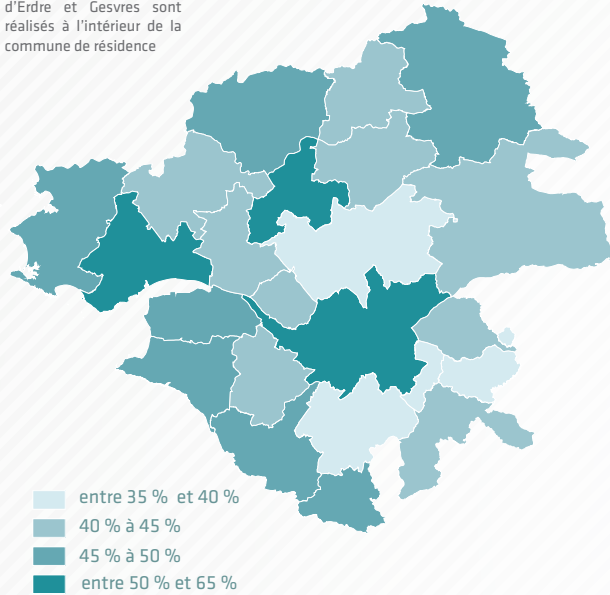 d'Erdre et Gesvres sont
réalisés à l'intérieur de la
commune de résidence
entre 35 % et 40 %
40 % à 45 %
45 % à 50 %
entre 50 % et 65 %